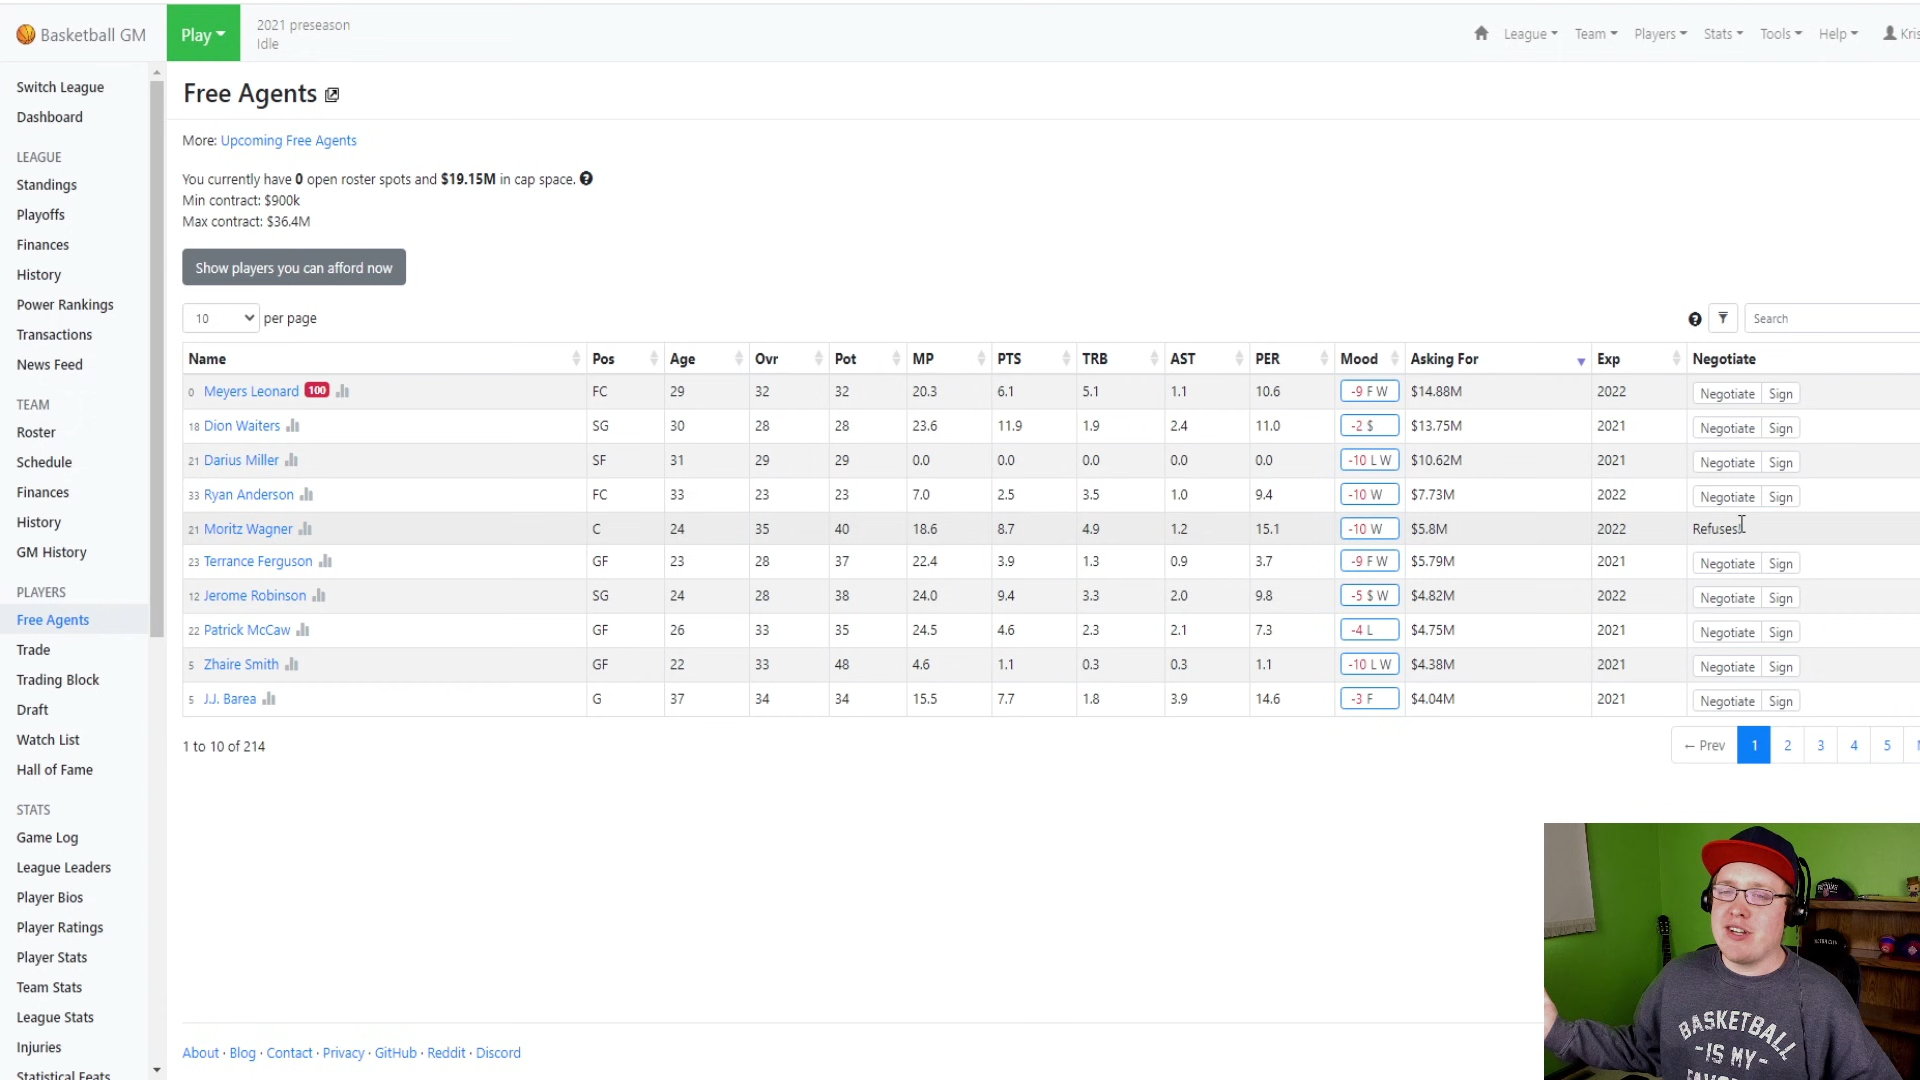 Basketball GM
Play
2021 preseason
Idle
League
Team
Players
Stats
Tools
Help
Kris
Switch League
Dashboard
LEAGUE
Standings
Playoffs
Finances
History
Power Rankings
Transactions
News Feed
TEAM
Roster
Schedule
Finances
History
GM History
PLAYERS
Free Agents
Trade
Trading Block
Draft
Watch List
Hall of Fame
STATS
Game Log
League Leaders
Player Bios
Player Ratings
Player Stats
Team Stats
League Stats
Injuries
Statistical Feats
Free Agents
More: Upcoming Free Agents
You currently have 0 open roster spots and $19.15M in cap space.
Min contract: $900k
Max contract: $36.4M
Show players you can afford now
10 per page
Search
Name Pos Age Ovr Pot MP PTS TRB AST PER Mood Asking For Exp Negotiate
0 Meyers Leonard 100 FC 29 32 32 20.3 6.1 5.1 1.1 10.6 -9 F W $14.88M 2022 Negotiate Sign
18 Dion Waiters SG 30 28 28 23.6 11.9 1.9 2.4 11.0 -2 $ $13.75M 2021 Negotiate Sign
21 Darius Miller SF 31 29 29 0.0 0.0 0.0 0.0 0.0 -10 L W $10.62M 2021 Negotiate Sign
33 Ryan Anderson FC 33 23 23 7.0 2.5 3.5 1.0 9.4 -10 W $7.73M 2022 Negotiate Sign
21 Moritz Wagner C 24 35 40 18.6 8.7 4.9 1.2 15.1 -10 W $5.8M 2022 Refuses!
23 Terrance Ferguson GF 23 28 37 22.4 3.9 1.3 0.9 3.7 -9 F W $5.79M 2021 Negotiate Sign
12 Jerome Robinson SG 24 28 38 24.0 9.4 3.3 2.0 9.8 -5 $ W $4.82M 2022 Negotiate Sign
22 Patrick McCaw GF 26 33 35 24.5 4.6 2.3 2.1 7.3 -4 L $4.75M 2021 Negotiate Sign
5 Zhaire Smith GF 22 33 48 4.6 1.1 0.3 0.3 1.1 -10 L W $4.38M 2021 Negotiate Sign
5 J.J. Barea G 37 34 34 15.5 7.7 1.8 3.9 14.6 -3 F $4.04M 2021 Negotiate Sign
1 to 10 of 214
← Prev 1 2 3 4 5
About · Blog · Contact · Privacy · GitHub · Reddit · Discord
BASKETBALL
-IS MY-